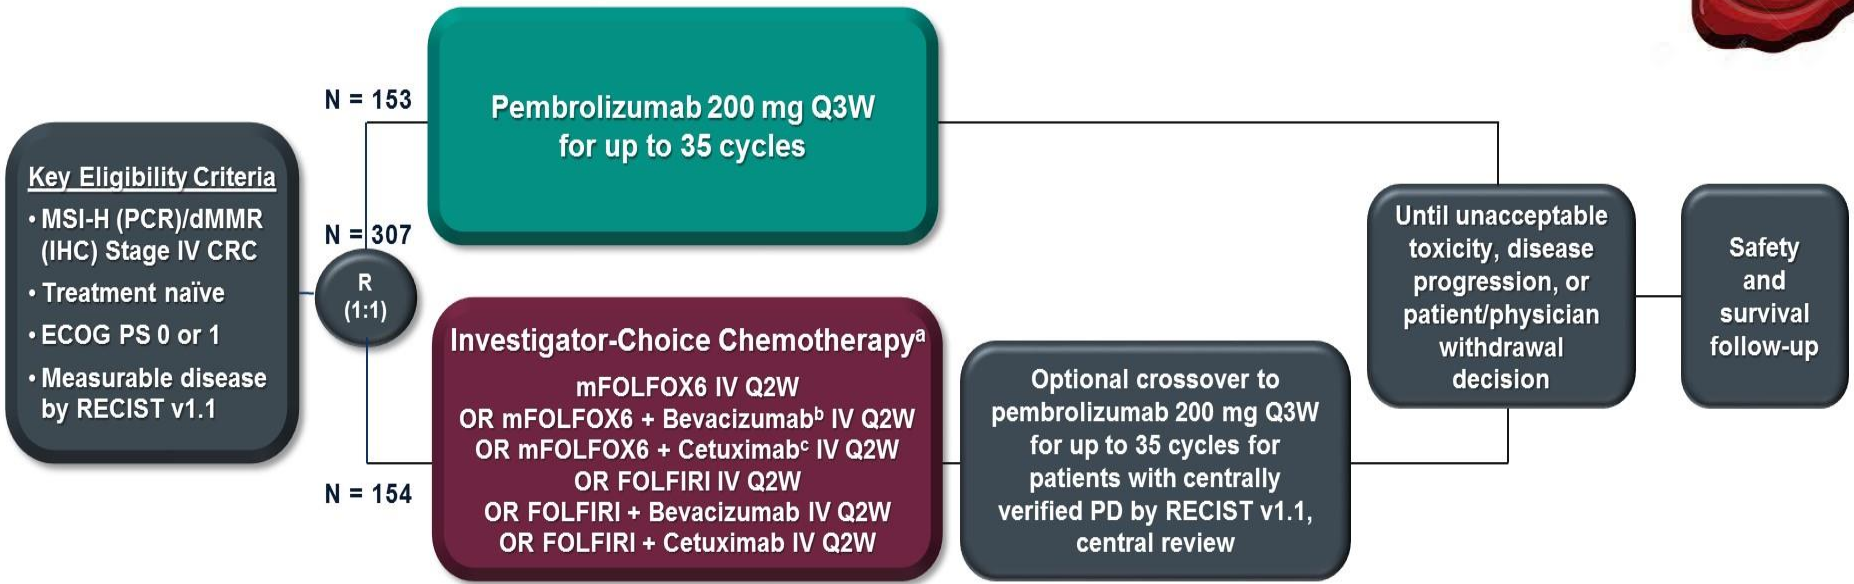 Key Eligibility Criteria
• MSI-H (PCR)/dMMR
(IHC) Stage IV CRC
• Treatment naïve
• ECOG PS 0 or 1
• Measurable disease
by RECIST v1.1
N = 307
R
(1:1)
N = 153
Pembrolizumab 200 mg Q3W
for up to 35 cycles
N = 154
Investigator-Choice Chemotherapyᵃ
mFOLFOX6 IV Q2W
OR mFOLFOX6 + Bevacizumabᵇ IV Q2W
OR mFOLFOX6 + Cetuximabᶜ IV Q2W
OR FOLFIRI IV Q2W
OR FOLFIRI + Bevacizumab IV Q2W
OR FOLFIRI + Cetuximab IV Q2W
Optional crossover to
pembrolizumab 200 mg Q3W
for up to 35 cycles for
patients with centrally
verified PD by RECIST v1.1,
central review
Until unacceptable
toxicity, disease
progression, or
patient/physician
withdrawal
decision
Safety
and
survival
follow-up